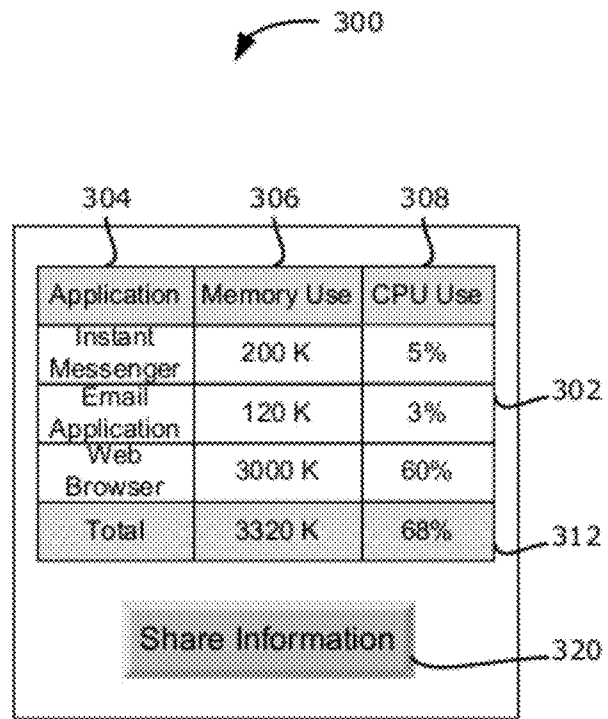 300
304 306 308
Application Memory Use CPU Use
Instant
Messenger 200 K 5%
302
Email
Application 120 K 3%
Web
Browser 3000 K 60%
Total 3320 K 68%
312
Share Information
320